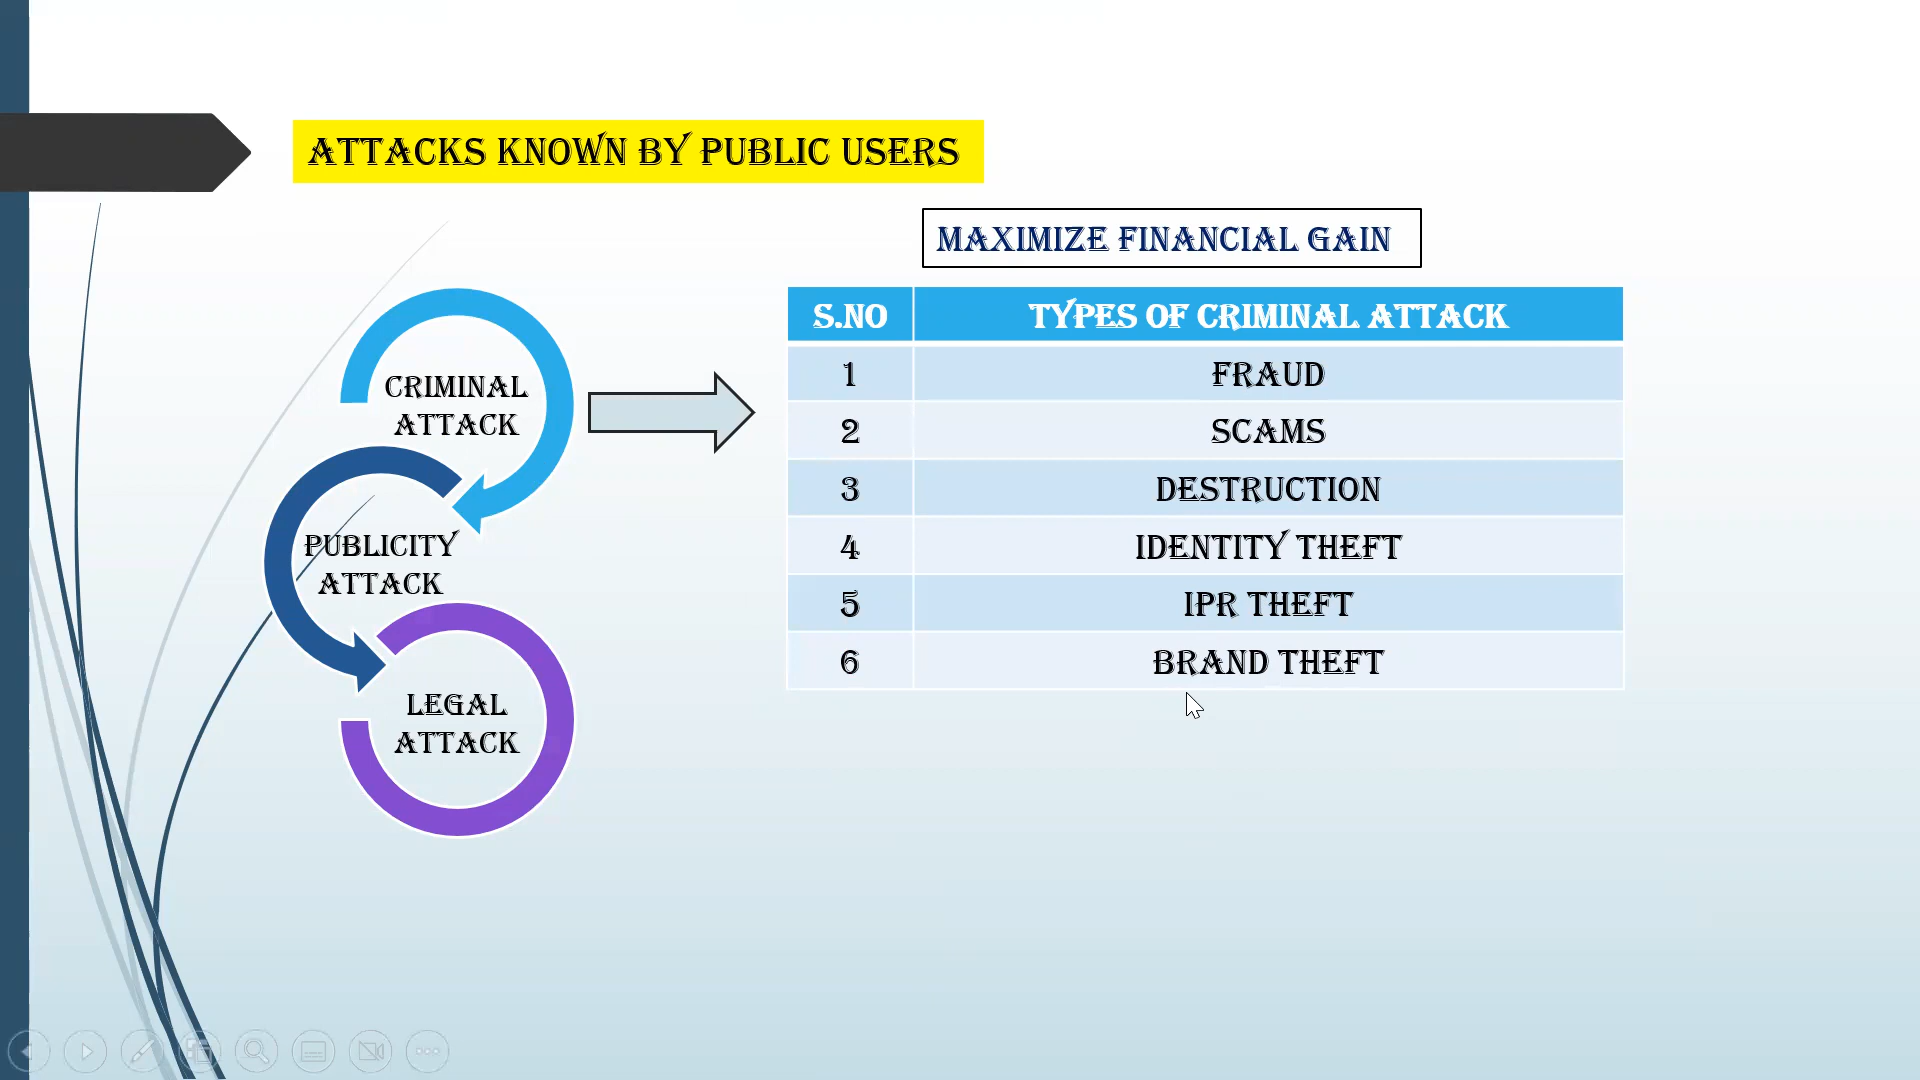 ATTACKS KNOWN BY PUBLIC USERS
MAXIMIZE FINANCIAL GAIN
CRIMINAL
ATTACK
PUBLICITY
ATTACK
LEGAL
ATTACK
S.NO TYPES OF CRIMINAL ATTACK
1 FRAUD
2 SCAMS
3 DESTRUCTION
4 IDENTITY THEFT
5 IPR THEFT
6 BRAND THEFT